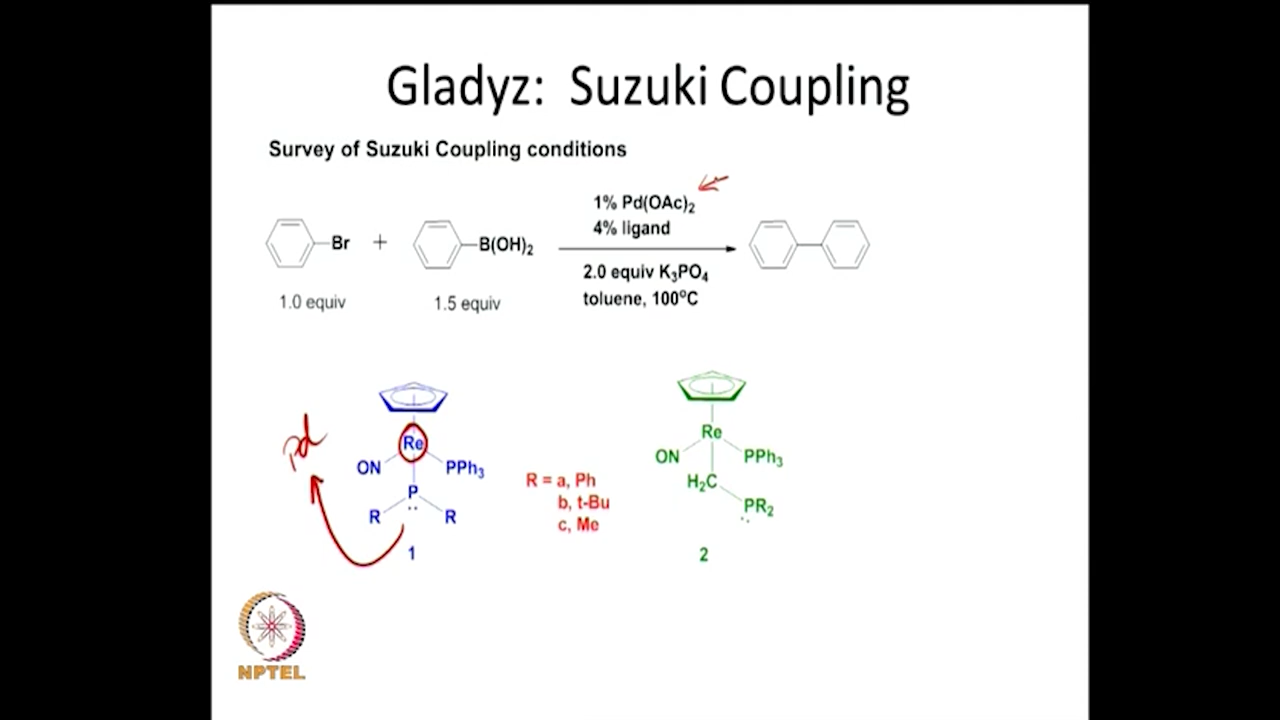 Gladyz: Suzuki Coupling
Survey of Suzuki Coupling conditions
1% Pd(OAc)2
4% ligand
Br + B(OH)2
2.0 equiv K3PO4
toluene, 100°C
1.0 equiv
1.5 equiv
Pd
Re
ON
PPh3
P
R
R
1
R = a, Ph
b, t-Bu
c, Me
Re
ON
PPh3
H2C
PR2
2
NPTEL